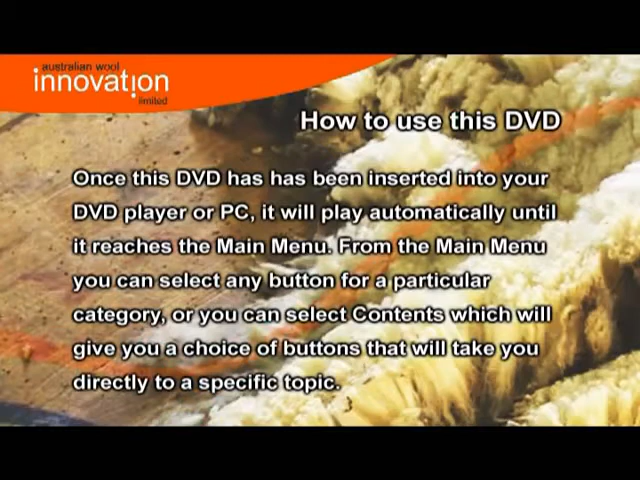 australian wool
innovation
limited
How to use this DVD
Once this DVD has has been inserted into your
DVD player or PC, it will play automatically until
it reaches the Main Menu. From the Main Menu
you can select any button for a particular
category, or you can select Contents which will
give you a choice of buttons that will take you
directly to a specific topic.